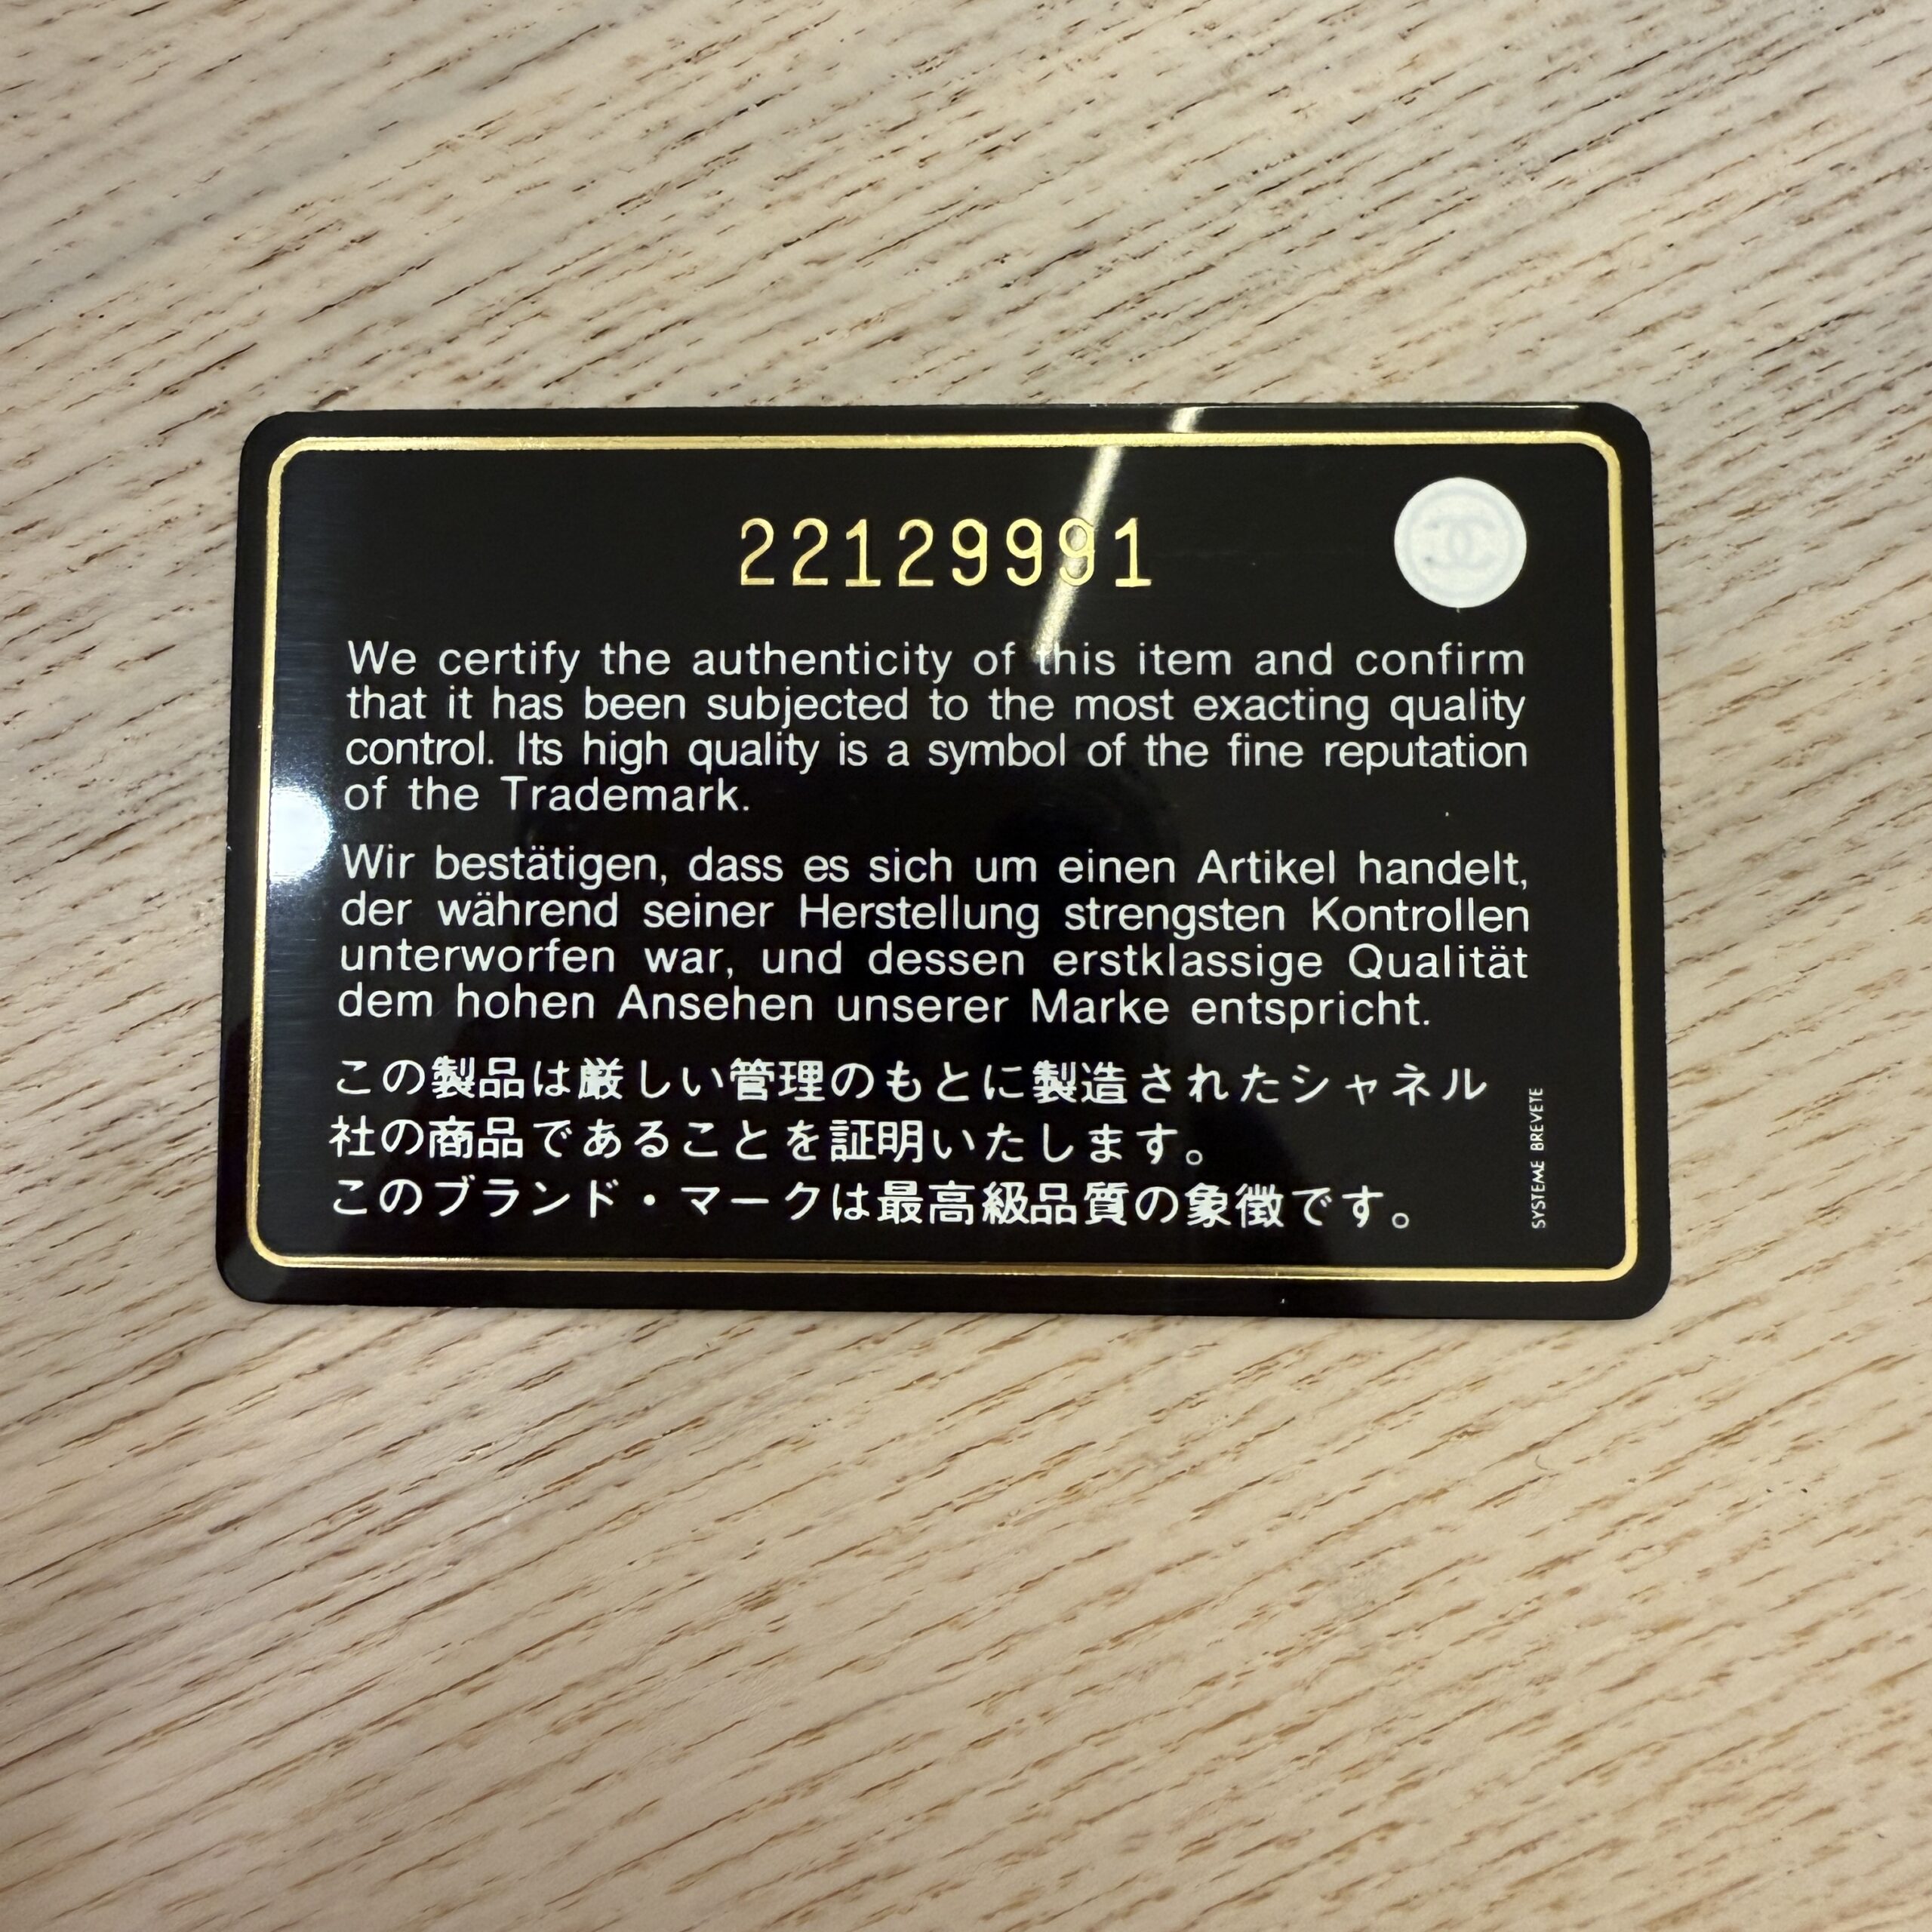 22129991
We certify the authenticity of this item and confirm
that it has been subjected to the most exacting quality
control. Its high quality is a symbol of the fine reputation
of the Trademark.
Wir bestätigen, dass es sich um einen Artikel handelt,
der während seiner Herstellung strengsten Kontrollen
unterworfen war, und dessen erstklassige Qualität
dem hohen Ansehen unserer Marke entspricht.
この製品は厳しい管理のもとに製造されたシャネル
社の商品であることを証明いたします。
このブランド・マークは最高級品質の象徴です。
SYSTEME BREVETE